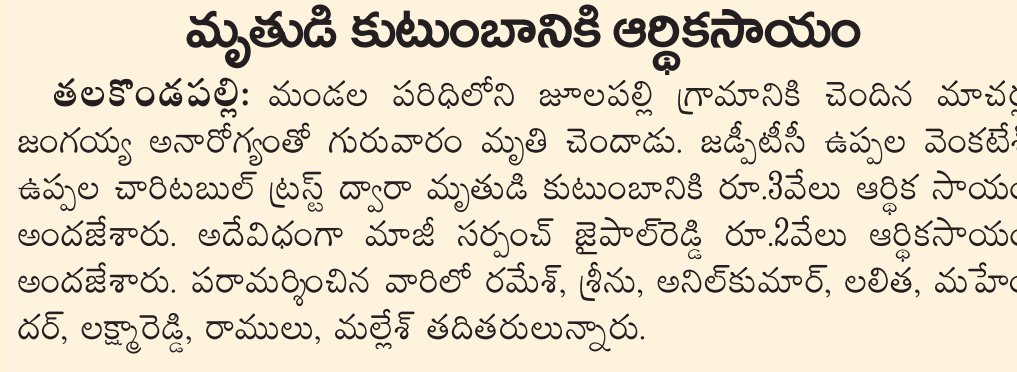 మృతుడి కుటుంబానికి ఆర్థికసాయం
తలకొండపల్లి: మండల పరిధిలోని జూలపల్లి గ్రామానికి చెందిన
జంగయ్య అనారోగ్యంతో గురువారం మృతి చెందాడు. జడ్పీటీసీ ఉప్పల
ఉప్పల చారిటబుల్ ట్రస్ట్ ద్వారా మృతుడి కుటుంబానికి రూ.3వేలు ఆర్థిక సాయం
అందజేశారు. అదేవిధంగా మాజీ సర్పంచ్ జైపాల్‌రెడ్డి రూ.2వేలు ఆర్థికసాయం
అందజేశారు. పరామర్శించిన వారిలో రమేశ్, శ్రీను, అనిల్‌కుమార్, లలిత, మహేం
దర్, లక్ష్మారెడ్డి, రాములు, మల్లేశ్ తదితరులున్నారు.